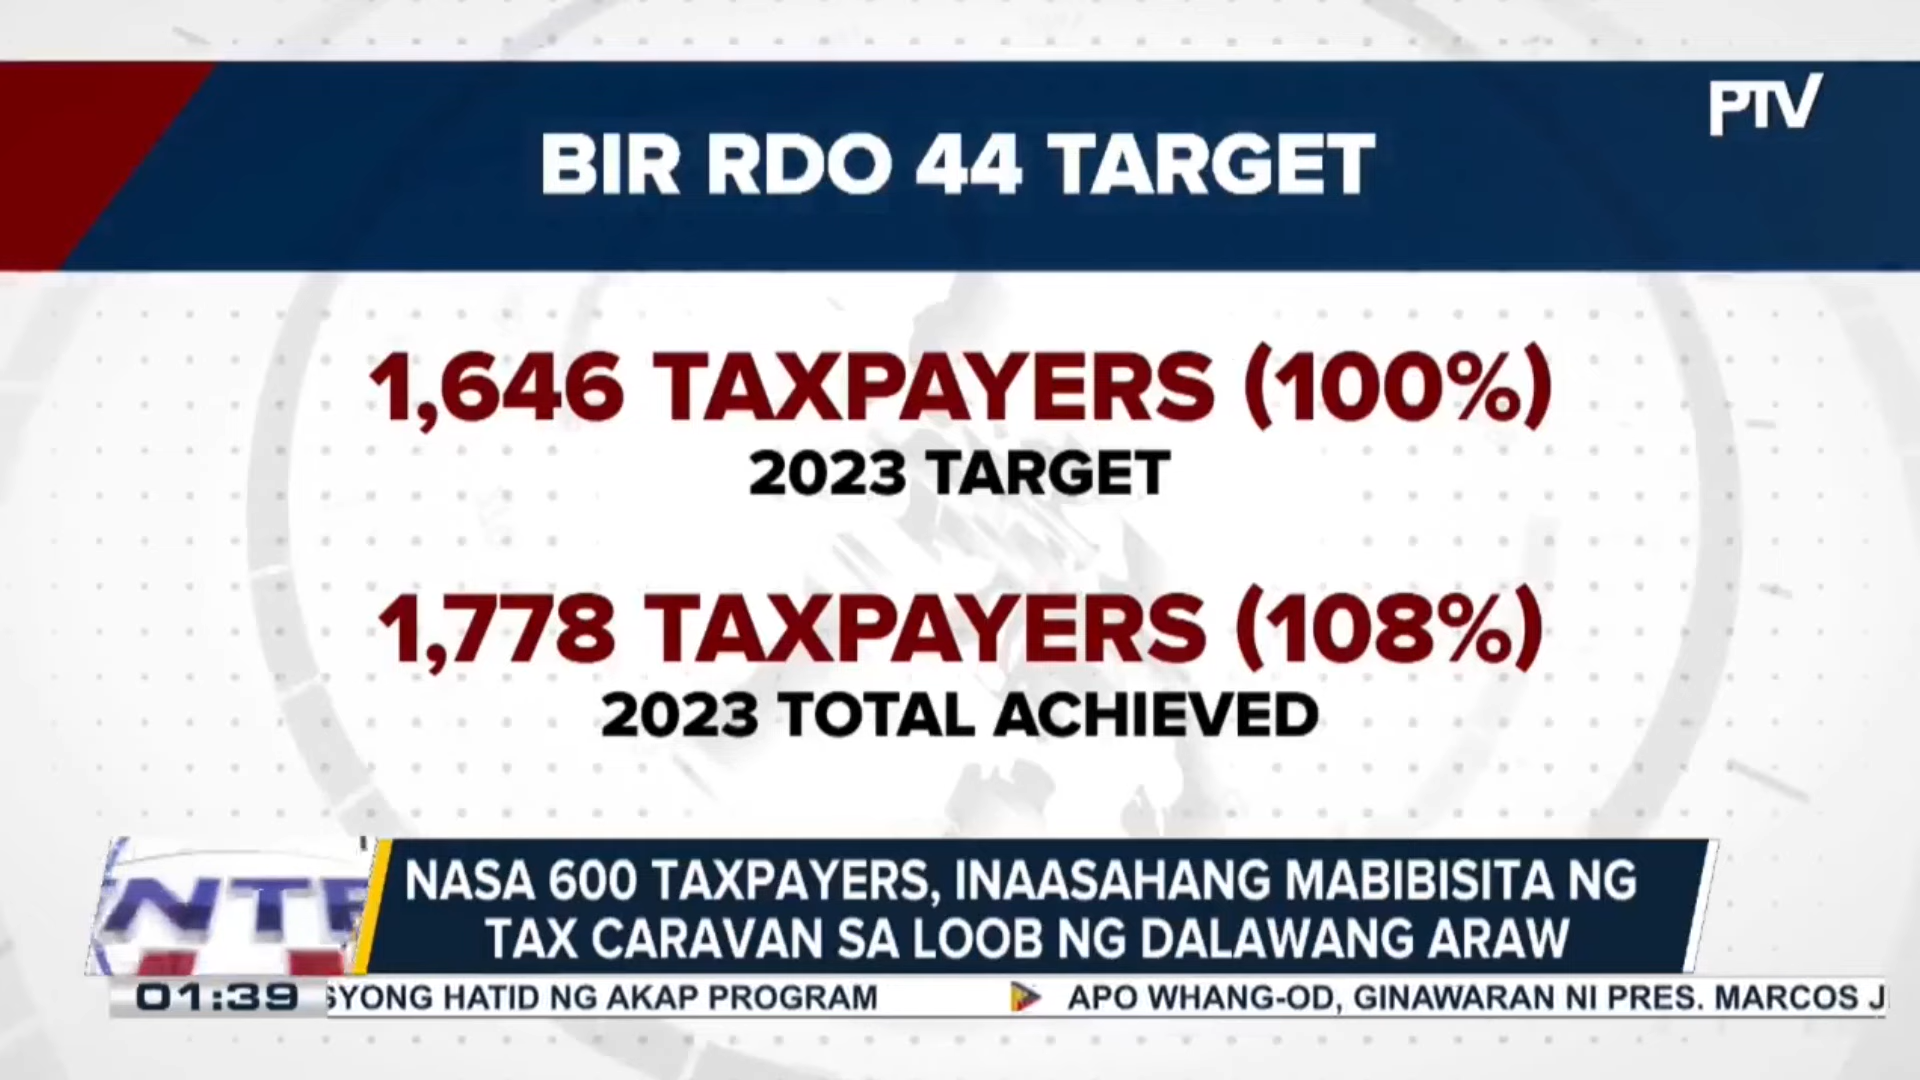 PTV
BIR RDO 44 TARGET
1,646 TAXPAYERS (100%)
2023 TARGET
1,778 TAXPAYERS (108%)
2023 TOTAL ACHIEVED
NASA 600 TAXPAYERS, INAASAHANG MABIBISITA NG
TAX CARAVAN SA LOOB NG DALAWANG ARAW
01:39 SYONG HATID NG AKAP PROGRAM APO WHANG-OD, GINAWARAN NI PRES. MARCOS J